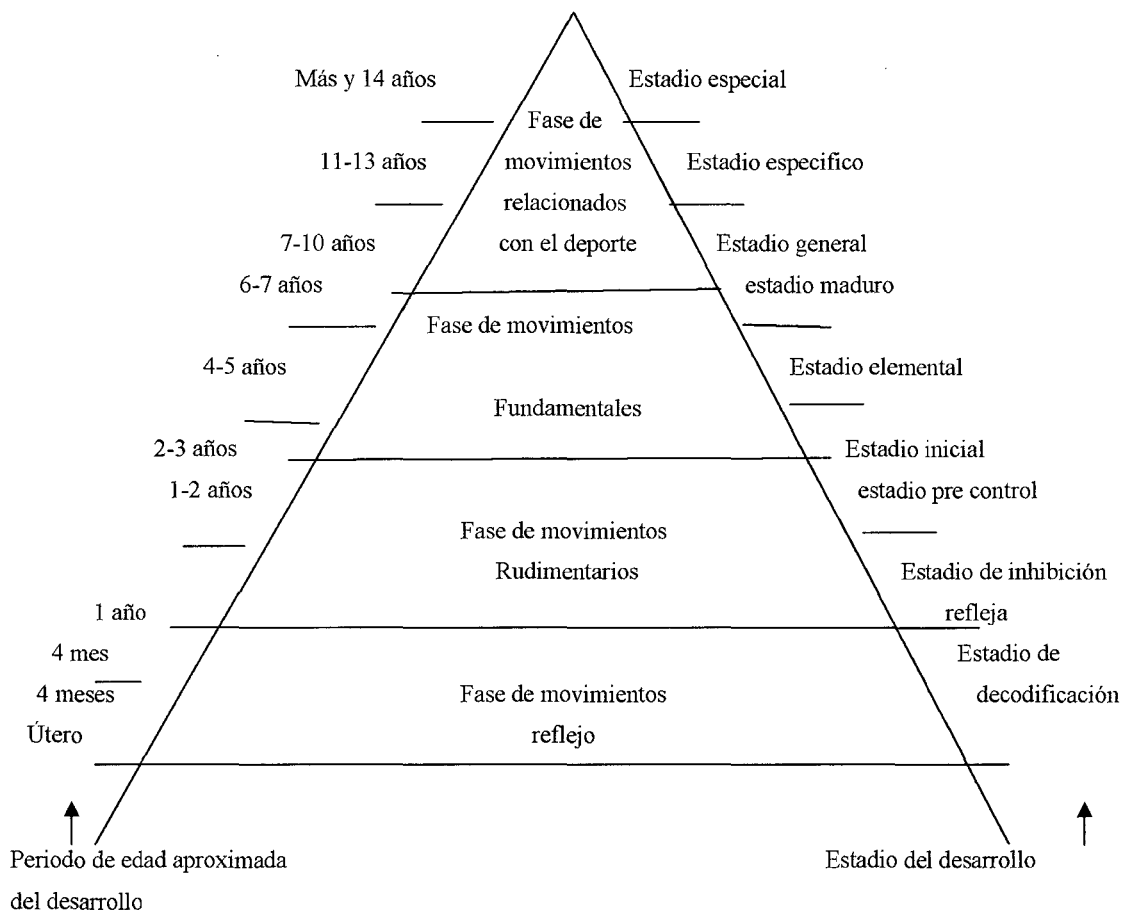 Más y 14 años
Estadio especial
Fase de
11-13 años
movimientos
Estadio especifico
relacionados
7-10 años
con el deporte
Estadio general
6-7 años
estadio maduro
Fase de movimientos
4-5 años
Estadio elemental
Fundamentales
2-3 años
Estadio inicial
1-2 años
estadio pre control
Fase de movimientos
Rudimentarios
Estadio de inhibición
1 año
refleja
4 mes
Estadio de
4 meses
Fase de movimientos
decodificación
Útero
reflejo
Periodo de edad aproximada
Estadio del desarrollo
del desarrollo